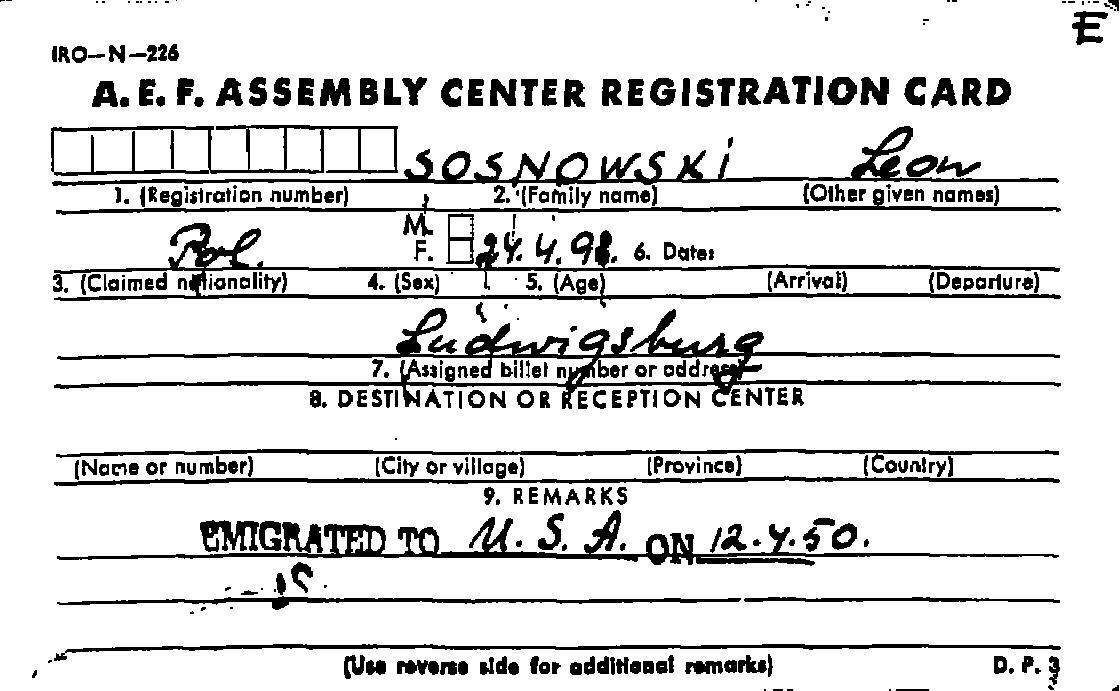 E
IRO—N—226
A. E. F. ASSEMBLY CENTER REGISTRATION CARD
SOSNOWSKI Leon
1. (Registration number) 2. (Family name) (Other given names)
M.
Pol. F. 24.4.98. 6. Date:
3. (Claimed nationality) 4. (Sex) 5. (Age) (Arrival) (Departure)
Ludwigsburg
7. (Assigned billet number or address)
8. DESTINATION OR RECEPTION CENTER
(Name or number) (City or village) (Province) (Country)
9. REMARKS
EMIGRATED TO U. S. A. ON 12.4.50.
(Use reverse side for additional remarks) D. P. 3